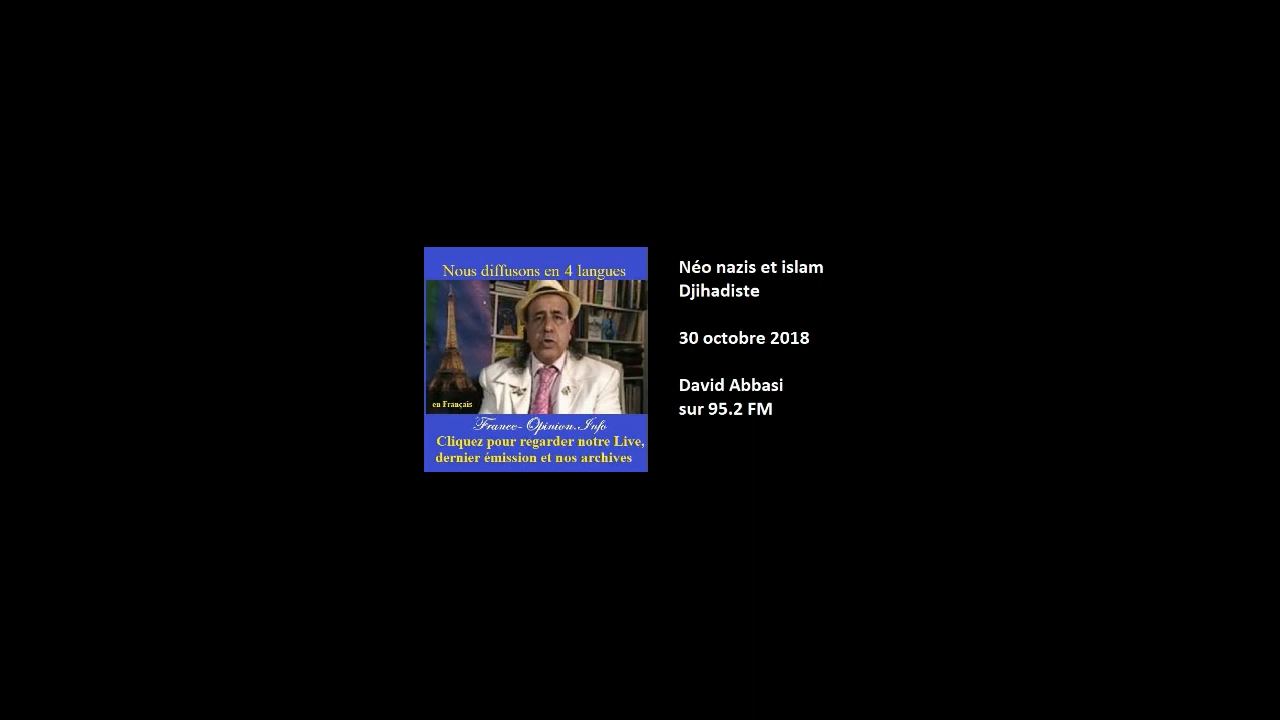 Nous diffusons en 4 langues
en Français
France-Opinion.Info
Cliquez pour regarder notre Live,
dernier émission et nos archives
Néo nazis et islam
Djihadiste
30 octobre 2018
David Abbasi
sur 95.2 FM